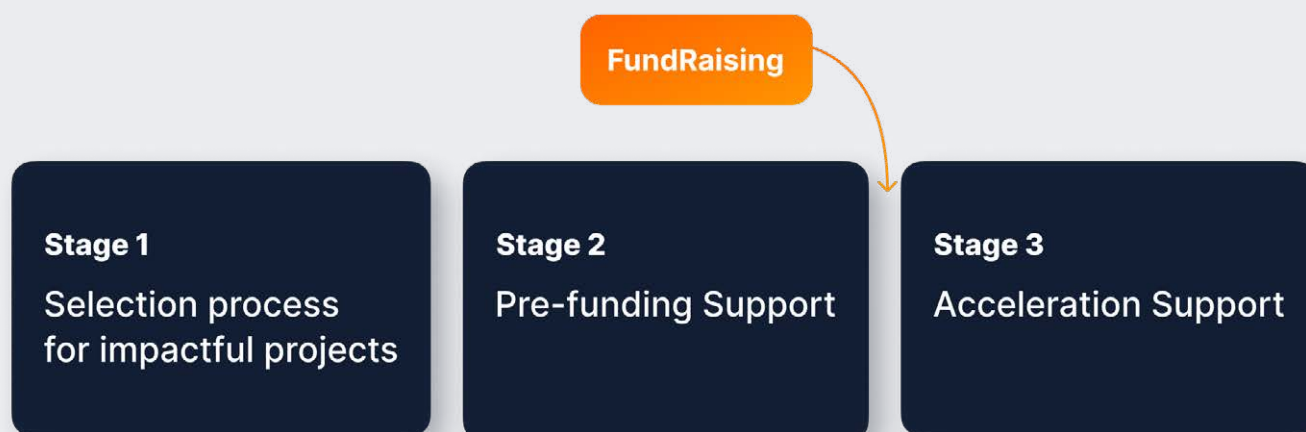 FundRaising
Stage 1
Selection process
for impactful projects
Stage 2
Pre-funding Support
Stage 3
Acceleration Support